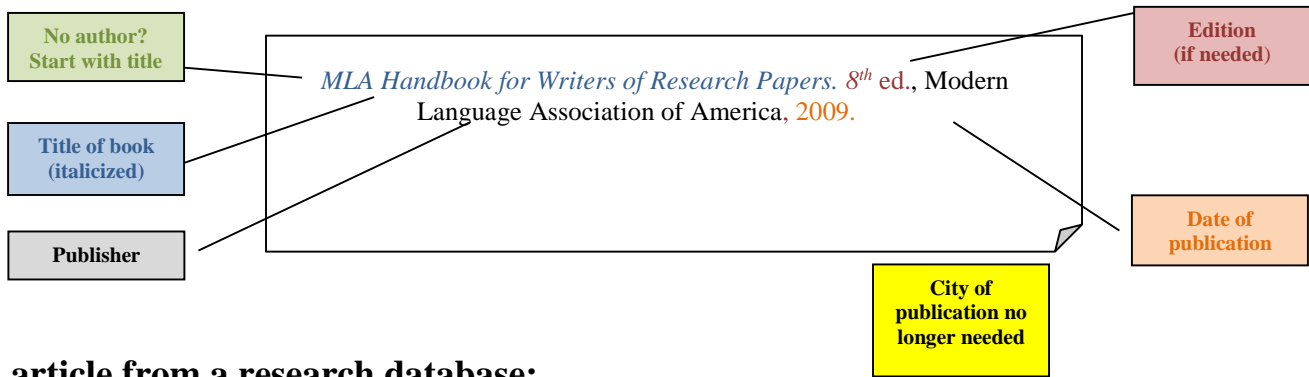 No author?
Start with title
Edition
(if needed)
MLA Handbook for Writers of Research Papers. 8th ed., Modern
Language Association of America, 2009.
Title of book
(italicized)
Publisher
Date of
publication
City of
publication no
longer needed
article from a research database: